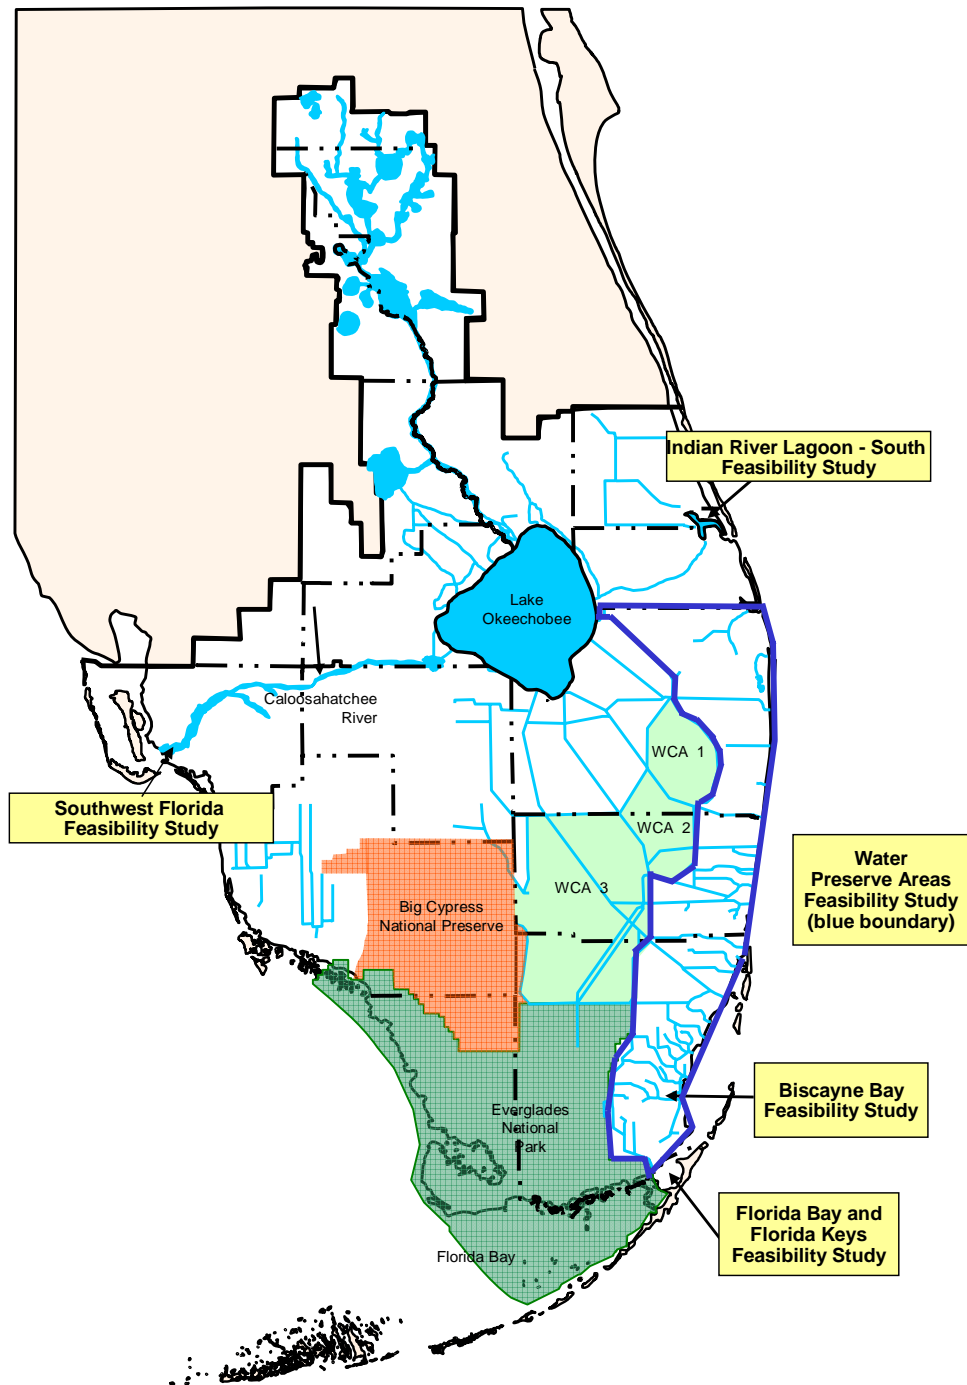 Indian River Lagoon - South
Feasibility Study
Lake
Okeechobee
Caloosahatchee
River
WCA 1
Southwest Florida
Feasibility Study
WCA 2
Water
Preserve Areas
Feasibility Study
(blue boundary)
WCA 3
Big Cypress
National Preserve
Biscayne Bay
Feasibility Study
Everglades
National
Park
Florida Bay and
Florida Keys
Feasibility Study
Florida Bay